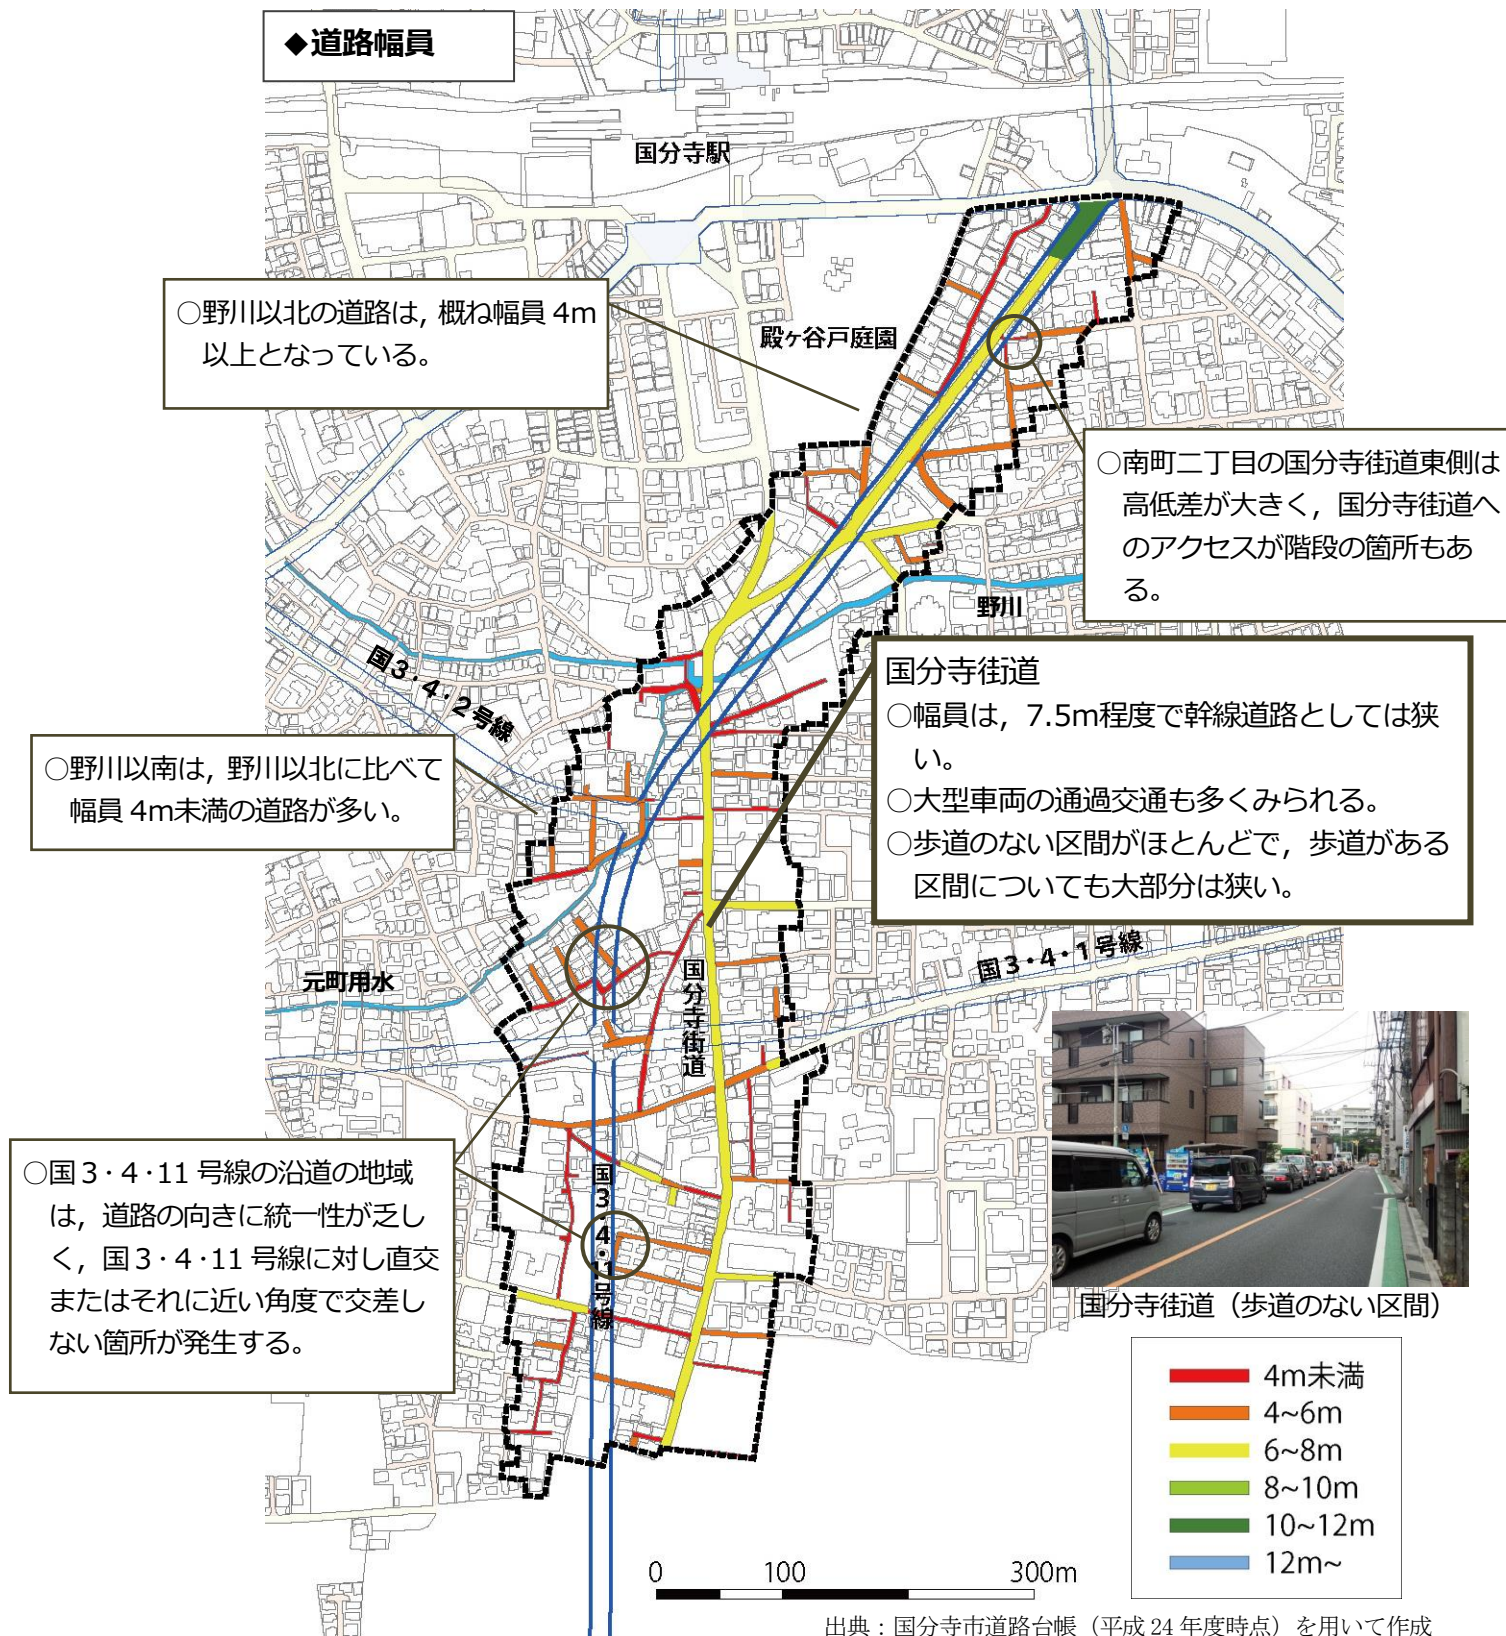 ◆道路幅員
国分寺駅
○野川以北の道路は，概ね幅員 4m
以上となっている。
殿ヶ谷戸庭園
○南町二丁目の国分寺街道東側は
高低差が大きく，国分寺街道へ
のアクセスが階段の箇所もあ
る。
野川
国３・４・２号線
国分寺街道
○幅員は，7.5m程度で幹線道路としては狭
い。
○大型車両の通過交通も多くみられる。
○歩道のない区間がほとんどで，歩道がある
区間についても大部分は狭い。
○野川以南は，野川以北に比べて
幅員 4m未満の道路が多い。
国３・４・１号線
元町用水
国分寺街道
○国３・４・11 号線の沿道の地域
は，道路の向きに統一性が乏し
く，国３・４・11 号線に対し直交
またはそれに近い角度で交差し
ない箇所が発生する。
国３・４・11号線
国分寺街道（歩道のない区間）
4m未満
4~6m
6~8m
8~10m
10~12m
12m~
0 100 300m
出典：国分寺市道路台帳（平成 24 年度時点）を用いて作成